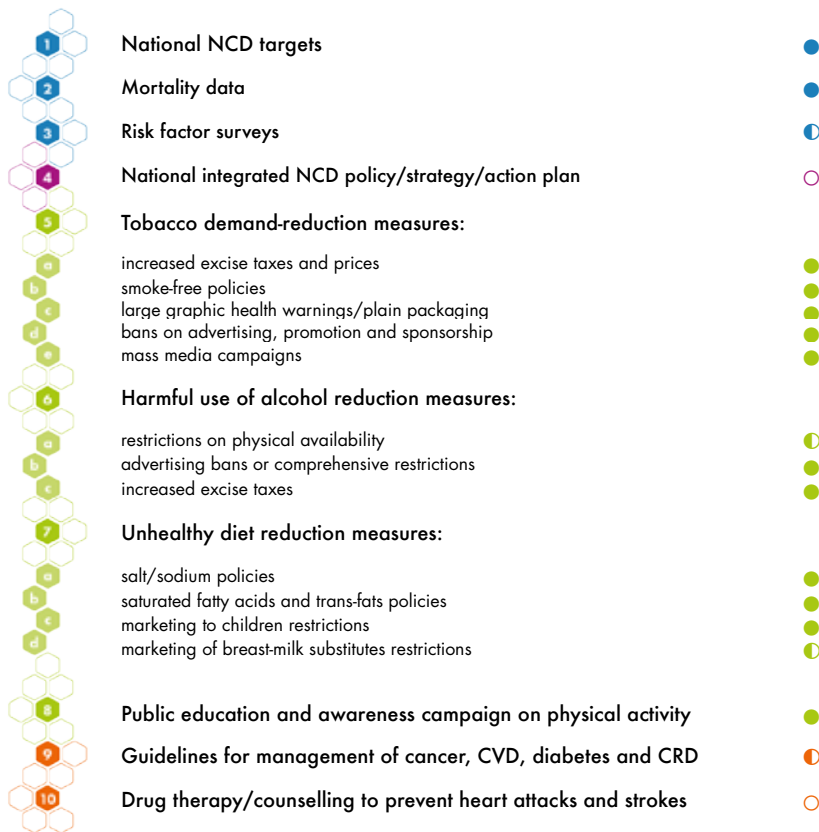 1 National NCD targets
2 Mortality data
3 Risk factor surveys
4 National integrated NCD policy/strategy/action plan
5 Tobacco demand-reduction measures:
a increased excise taxes and prices
b smoke-free policies
c large graphic health warnings/plain packaging
d bans on advertising, promotion and sponsorship
e mass media campaigns
6 Harmful use of alcohol reduction measures:
a restrictions on physical availability
b advertising bans or comprehensive restrictions
c increased excise taxes
7 Unhealthy diet reduction measures:
a salt/sodium policies
b saturated fatty acids and trans-fats policies
c marketing to children restrictions
d marketing of breast-milk substitutes restrictions
8 Public education and awareness campaign on physical activity
9 Guidelines for management of cancer, CVD, diabetes and CRD
10 Drug therapy/counselling to prevent heart attacks and strokes